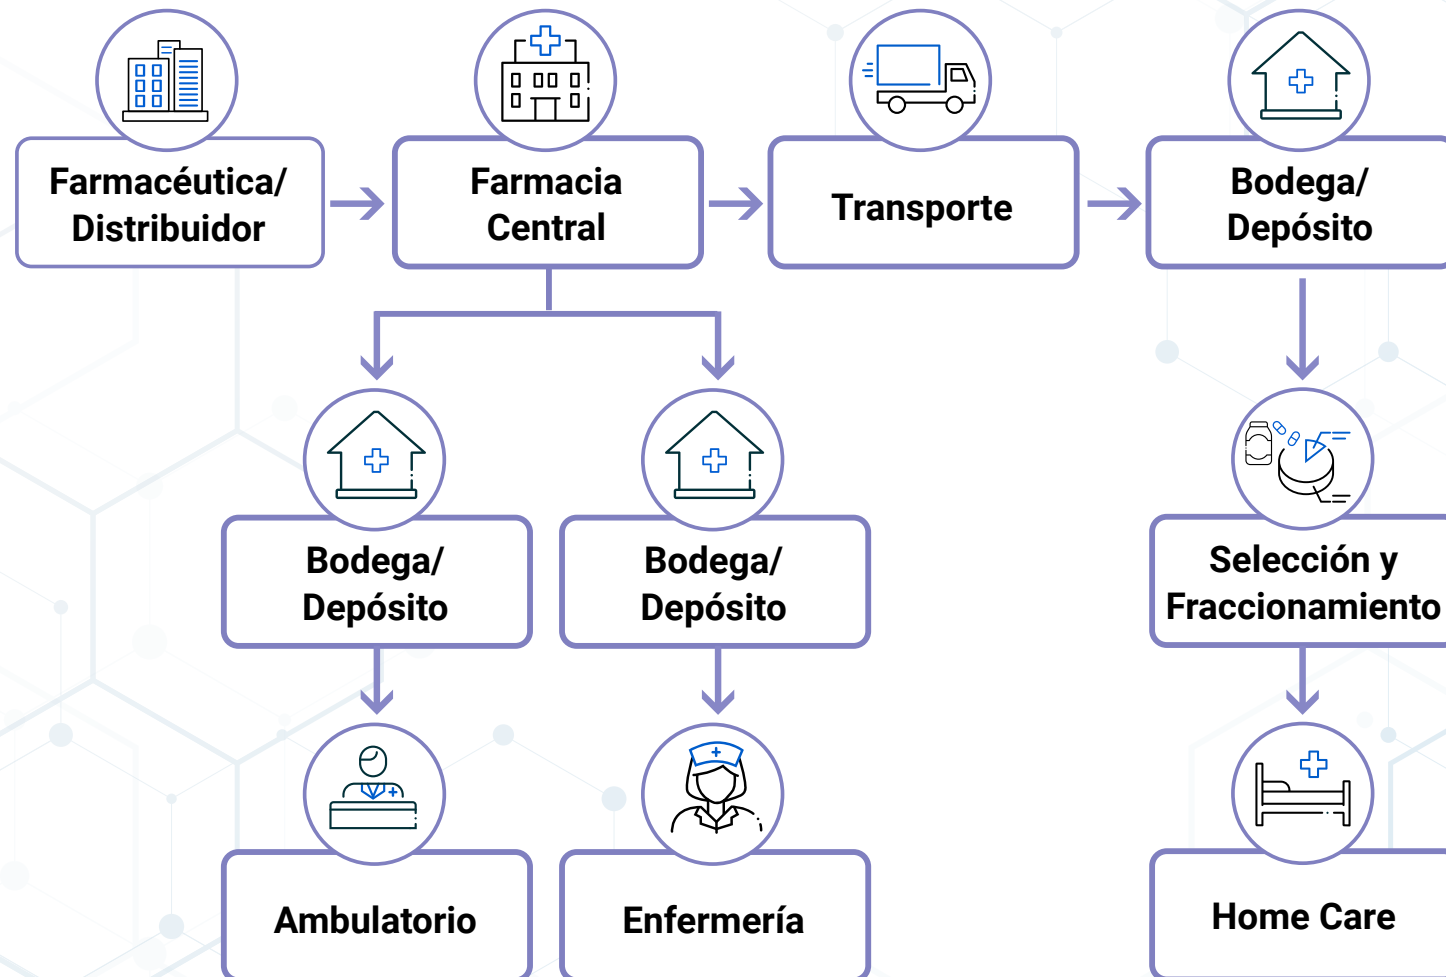 Farmacéutica/
Distribuidor
Farmacia
Central
Transporte
Bodega/
Depósito
Bodega/
Depósito
Bodega/
Depósito
Selección y
Fraccionamiento
Ambulatorio
Enfermería
Home Care